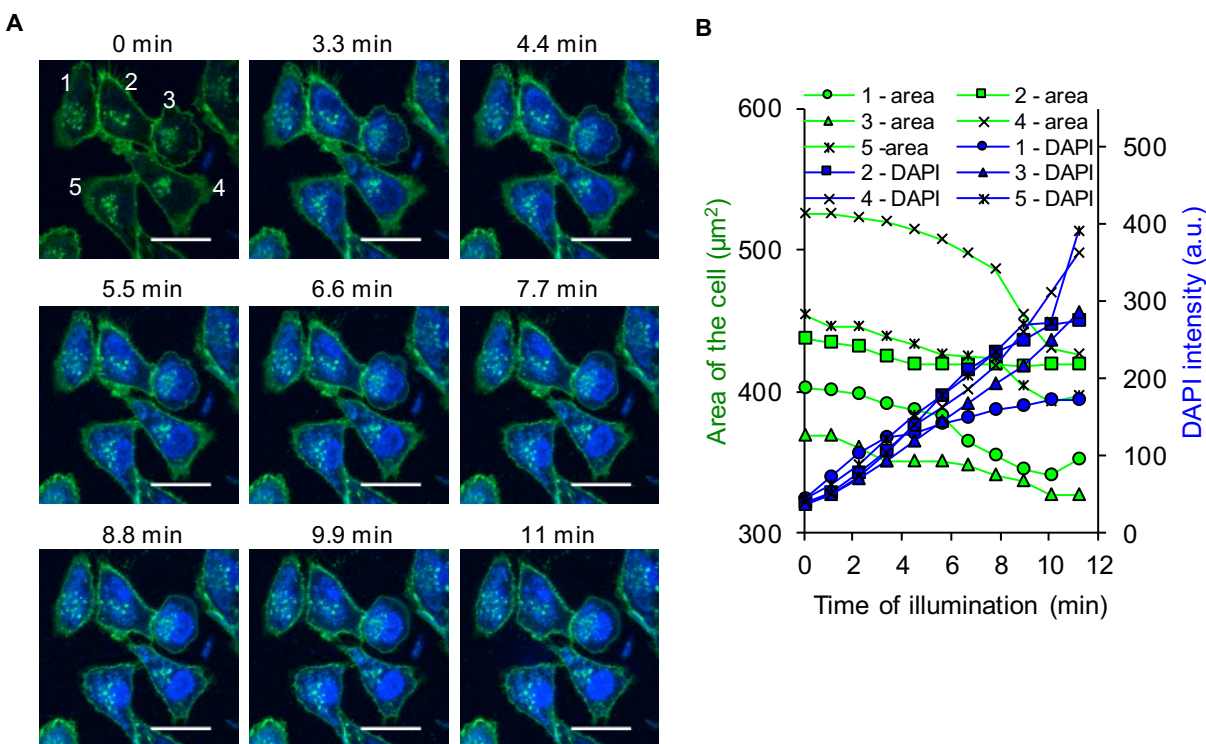 A
0 min 3.3 min 4.4 min
1 2 3
5 4
5.5 min 6.6 min 7.7 min
8.8 min 9.9 min 11 min
B
1 - area 2 - area
3 - area 4 - area
5 -area 1 - DAPI
2 - DAPI 3 - DAPI
4 - DAPI 5 - DAPI
600
500
400
300
Area of the cell (µm²)
500
400
300
200
100
0
DAPI intensity (a.u.)
0 2 4 6 8 10 12
Time of illumination (min)